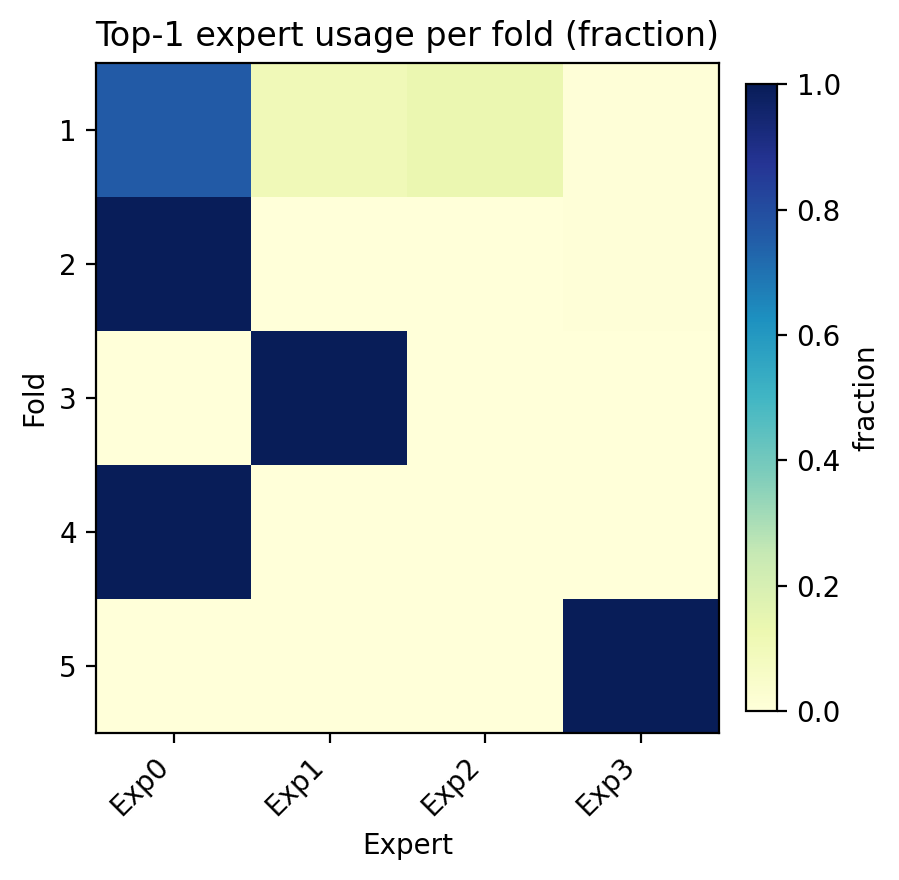 Top-1 expert usage per fold (fraction)
1
2
3
4
5
Fold
Exp0
Exp1
Exp2
Exp3
Expert
1.0
0.8
0.6
0.4
0.2
0.0
fraction